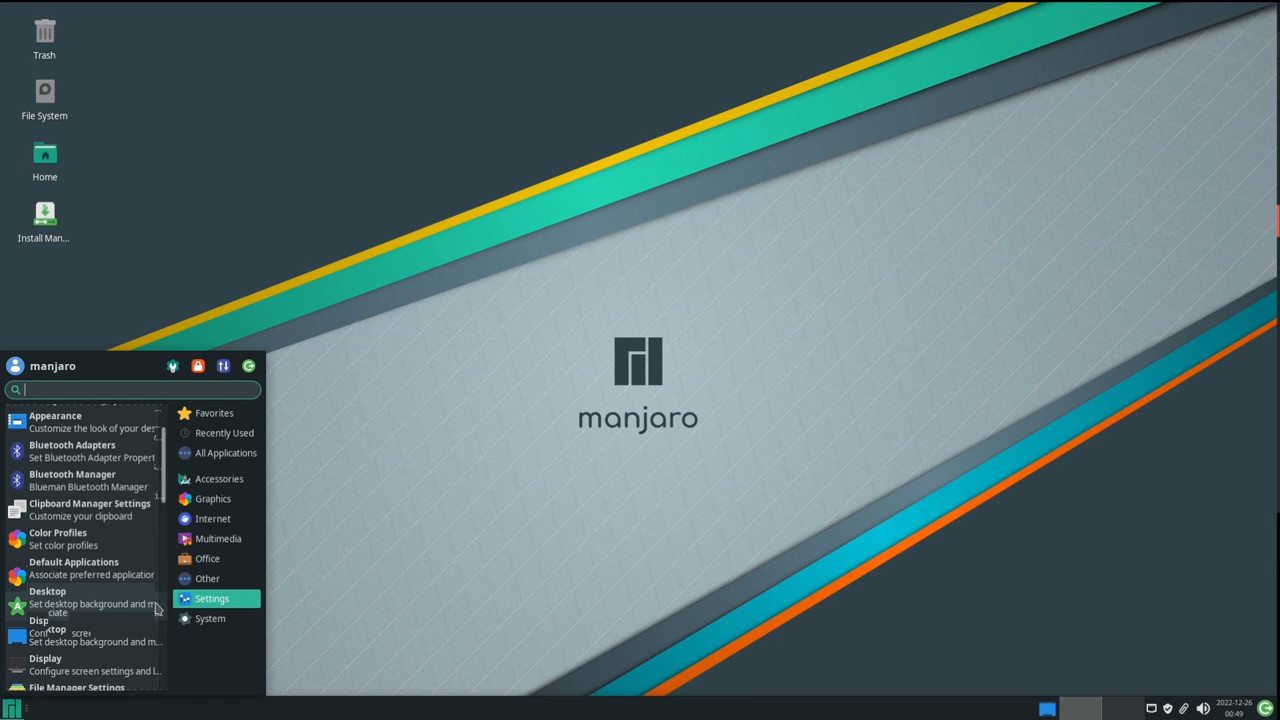 Trash
File System
Home
Install Man...
manjaro
manjaro
Appearance
Customize the look of your des
Bluetooth Adapters
Set Bluetooth Adapter Propert
Bluetooth Manager
Blueman Bluetooth Manager
Clipboard Manager Settings
Customize your clipboard
Color Profiles
Set color profiles
Default Applications
Associate preferred application
Desktop
Set desktop background and m
ciate
Disp
ktop
Set desktop background and m...
Display
Configure screen settings and l...
File Manager Settings
Favorites
Recently Used
All Applications
Accessories
Graphics
Internet
Multimedia
Office
Other
Settings
System
2022-12-26
00:49